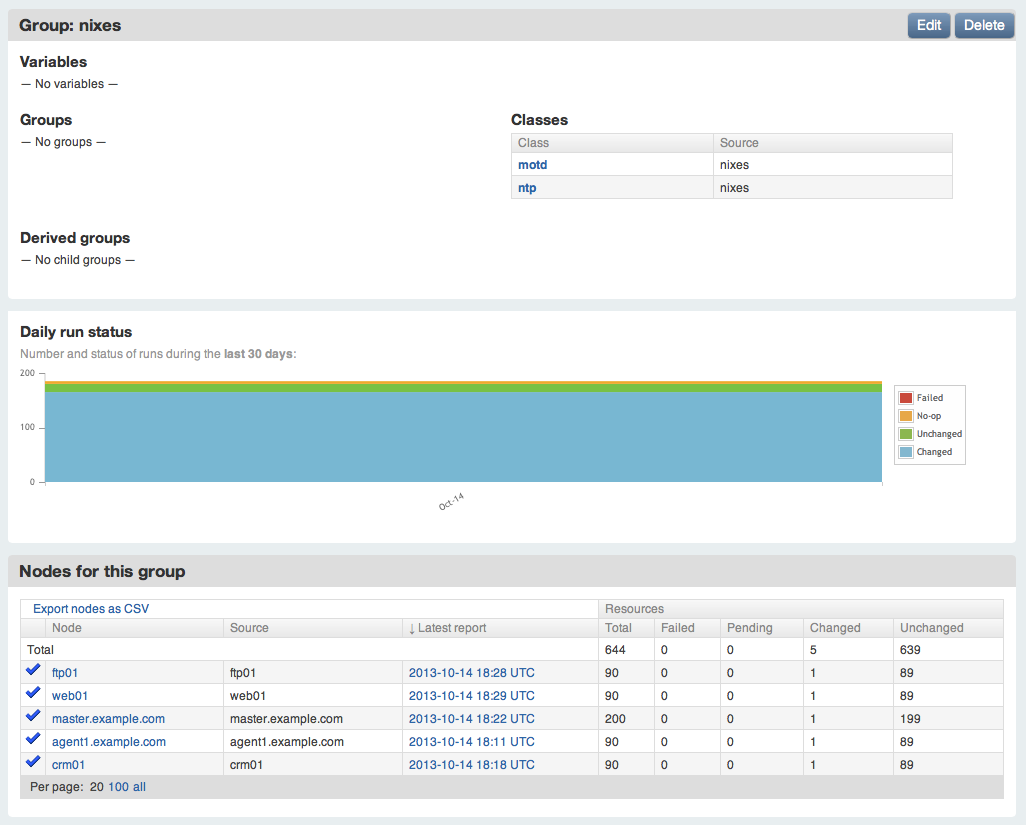 Group: nixes
Edit
Delete
Variables
— No variables —
Groups
— No groups —
Classes
Class Source
motd nixes
ntp nixes
Derived groups
— No child groups —
Daily run status
Number and status of runs during the last 30 days:
200
100
0
Oct-14
Failed
No-op
Unchanged
Changed
Nodes for this group
Export nodes as CSV Resources
Node Source ↓ Latest report Total Failed Pending Changed Unchanged
Total 644 0 0 5 639
ftp01 ftp01 2013-10-14 18:28 UTC 90 0 0 1 89
web01 web01 2013-10-14 18:29 UTC 90 0 0 1 89
master.example.com master.example.com 2013-10-14 18:22 UTC 200 0 0 1 199
agent1.example.com agent1.example.com 2013-10-14 18:11 UTC 90 0 0 1 89
crm01 crm01 2013-10-14 18:18 UTC 90 0 0 1 89
Per page: 20 100 all